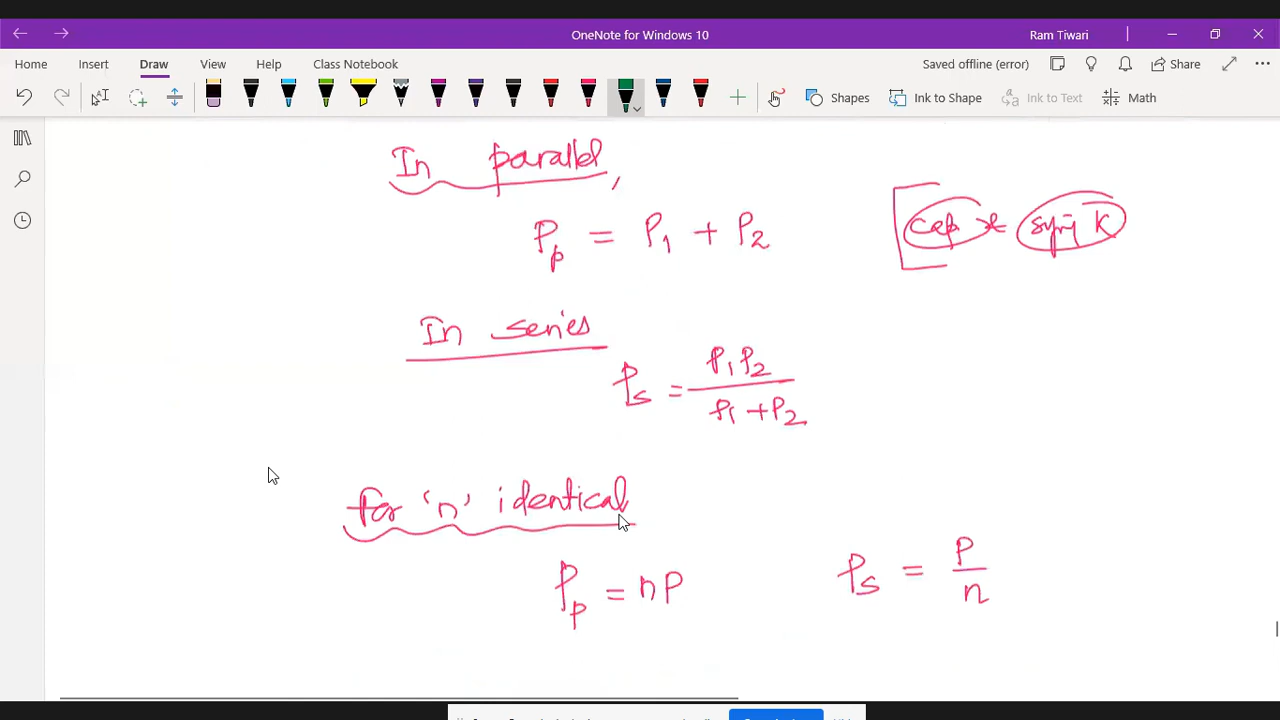 OneNote for Windows 10
Ram Tiwari
Home Insert Draw View Help Class Notebook
Saved offline (error)
Share
Shapes
Ink to Shape
Ink to Text
Math
In parallel,
Pp = P1 + P2
cap
K
In series
Ps = P1P2 / P1 + P2
for 'n' identical
Pp = nP
Ps = P / n